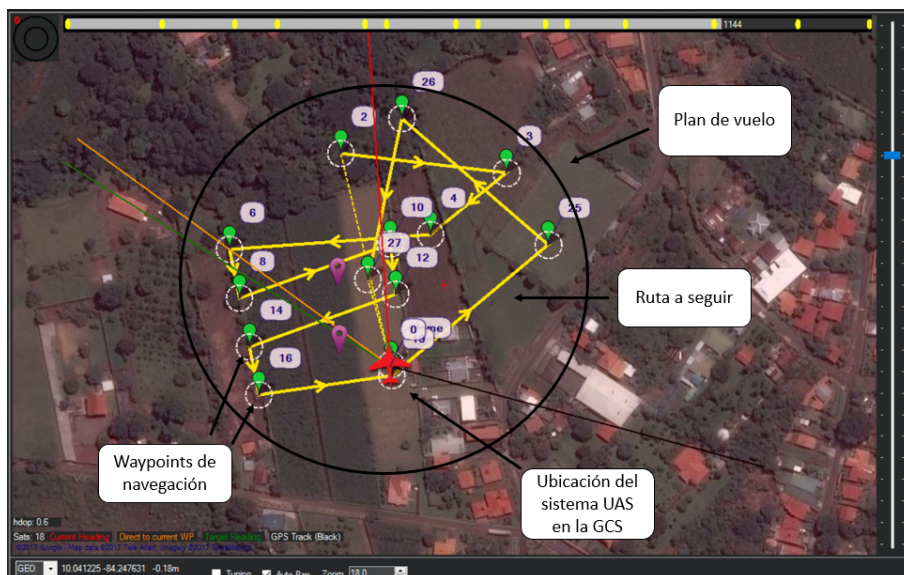 0
1144
26
2
Plan de vuelo
3
4
25
10
6
27
8
12
14
Ruta a seguir
0
16
Waypoints de
navegación
Ubicación del
sistema UAS
en la GCS
hdop: 0.6
Sats: 18 Current Heading Direct to current WP Target Heading GPS Track (Black)
GEO 10.041225 -84.247631 -0.18m Tuning Auto Pan Zoom 18.0